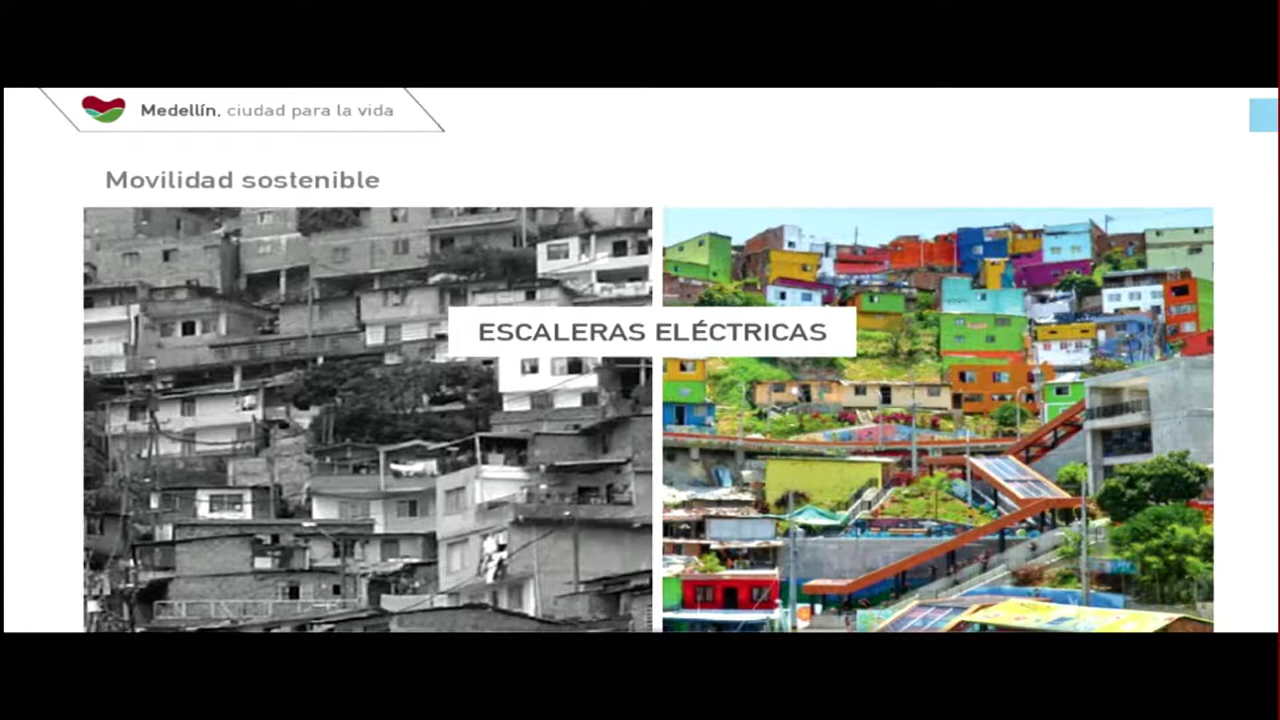 Medellín, ciudad para la vida
Movilidad sostenible
ESCALERAS ELÉCTRICAS